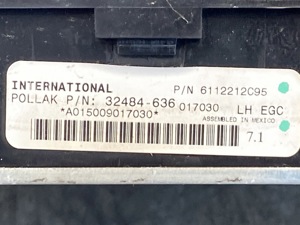 INTERNATIONAL P/N 6112212C95
POLLAK P/N: 32484-636 017030 LH EGC
*A015009017030* ASSEMBLED IN MEXICO
7.1